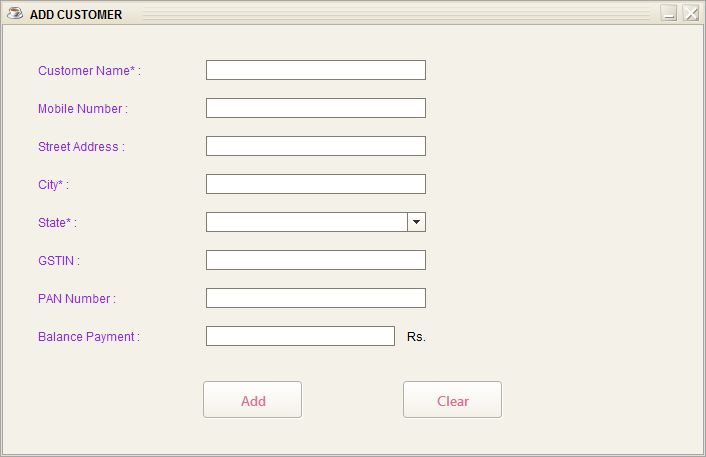 ADD CUSTOMER
Customer Name* :
Mobile Number :
Street Address :
City* :
State* :
GSTIN :
PAN Number :
Balance Payment : Rs.
Add Clear